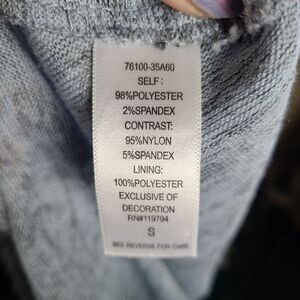 76100-35A60
SELF:
98%POLYESTER
2%SPANDEX
CONTRAST:
95%NYLON
5%SPANDEX
LINING:
100%POLYESTER
EXCLUSIVE OF
DECORATION
RN#119794
S
SEE REVERSE FOR CARE